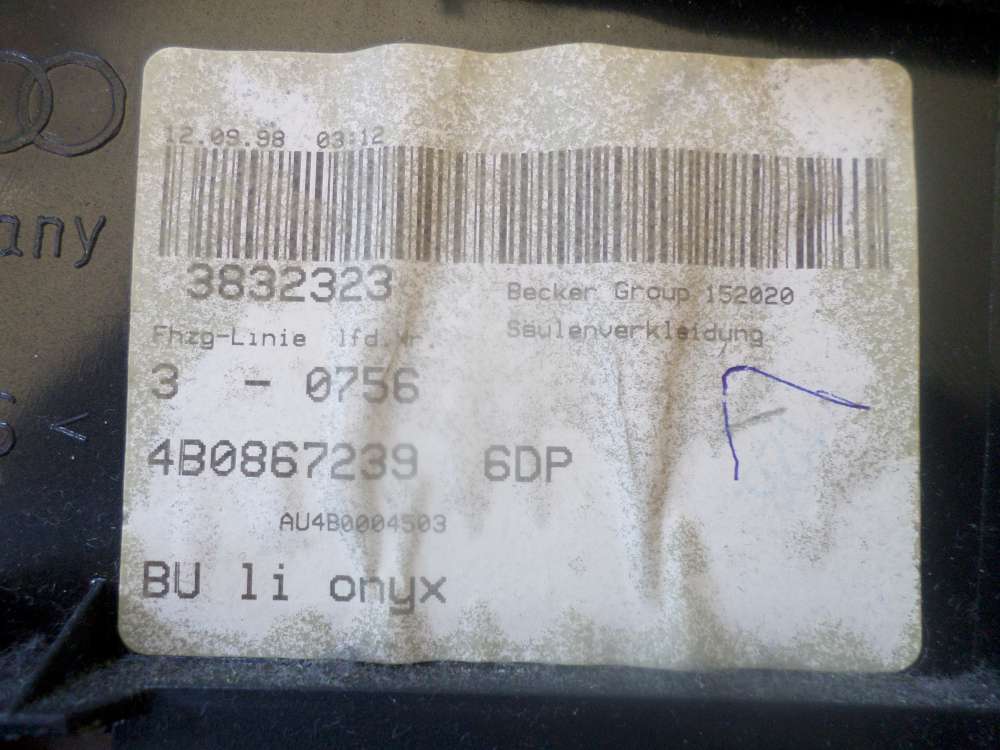 12.09.98 03:12
3832323
Becker Group 152020
Fhzg-Linie lfd.Nr.
Säulenverkleidung
3 - 0756
4B0867239 6DP
AU4B0004503
BU li onyx
any
<